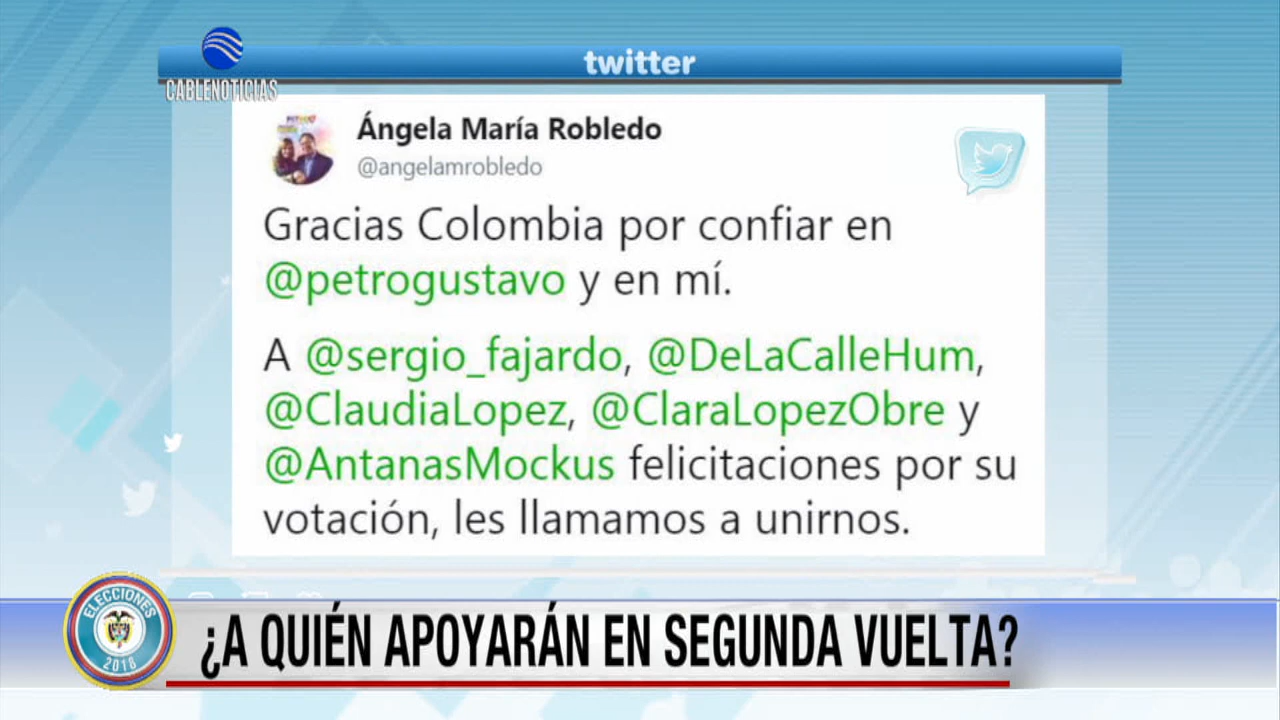 twitter
CABLENOTICIAS
Ángela María Robledo
@angelamrobledo
Gracias Colombia por confiar en
@petrogustavo y en mí.
A @sergio_fajardo, @DeLaCalleHum,
@ClaudiaLopez, @ClaraLopezObre y
@AntanasMockus felicitaciones por su
votación, les llamamos a unirnos.
ELECCIONES
2018
¿A QUIÉN APOYARÁN EN SEGUNDA VUELTA?